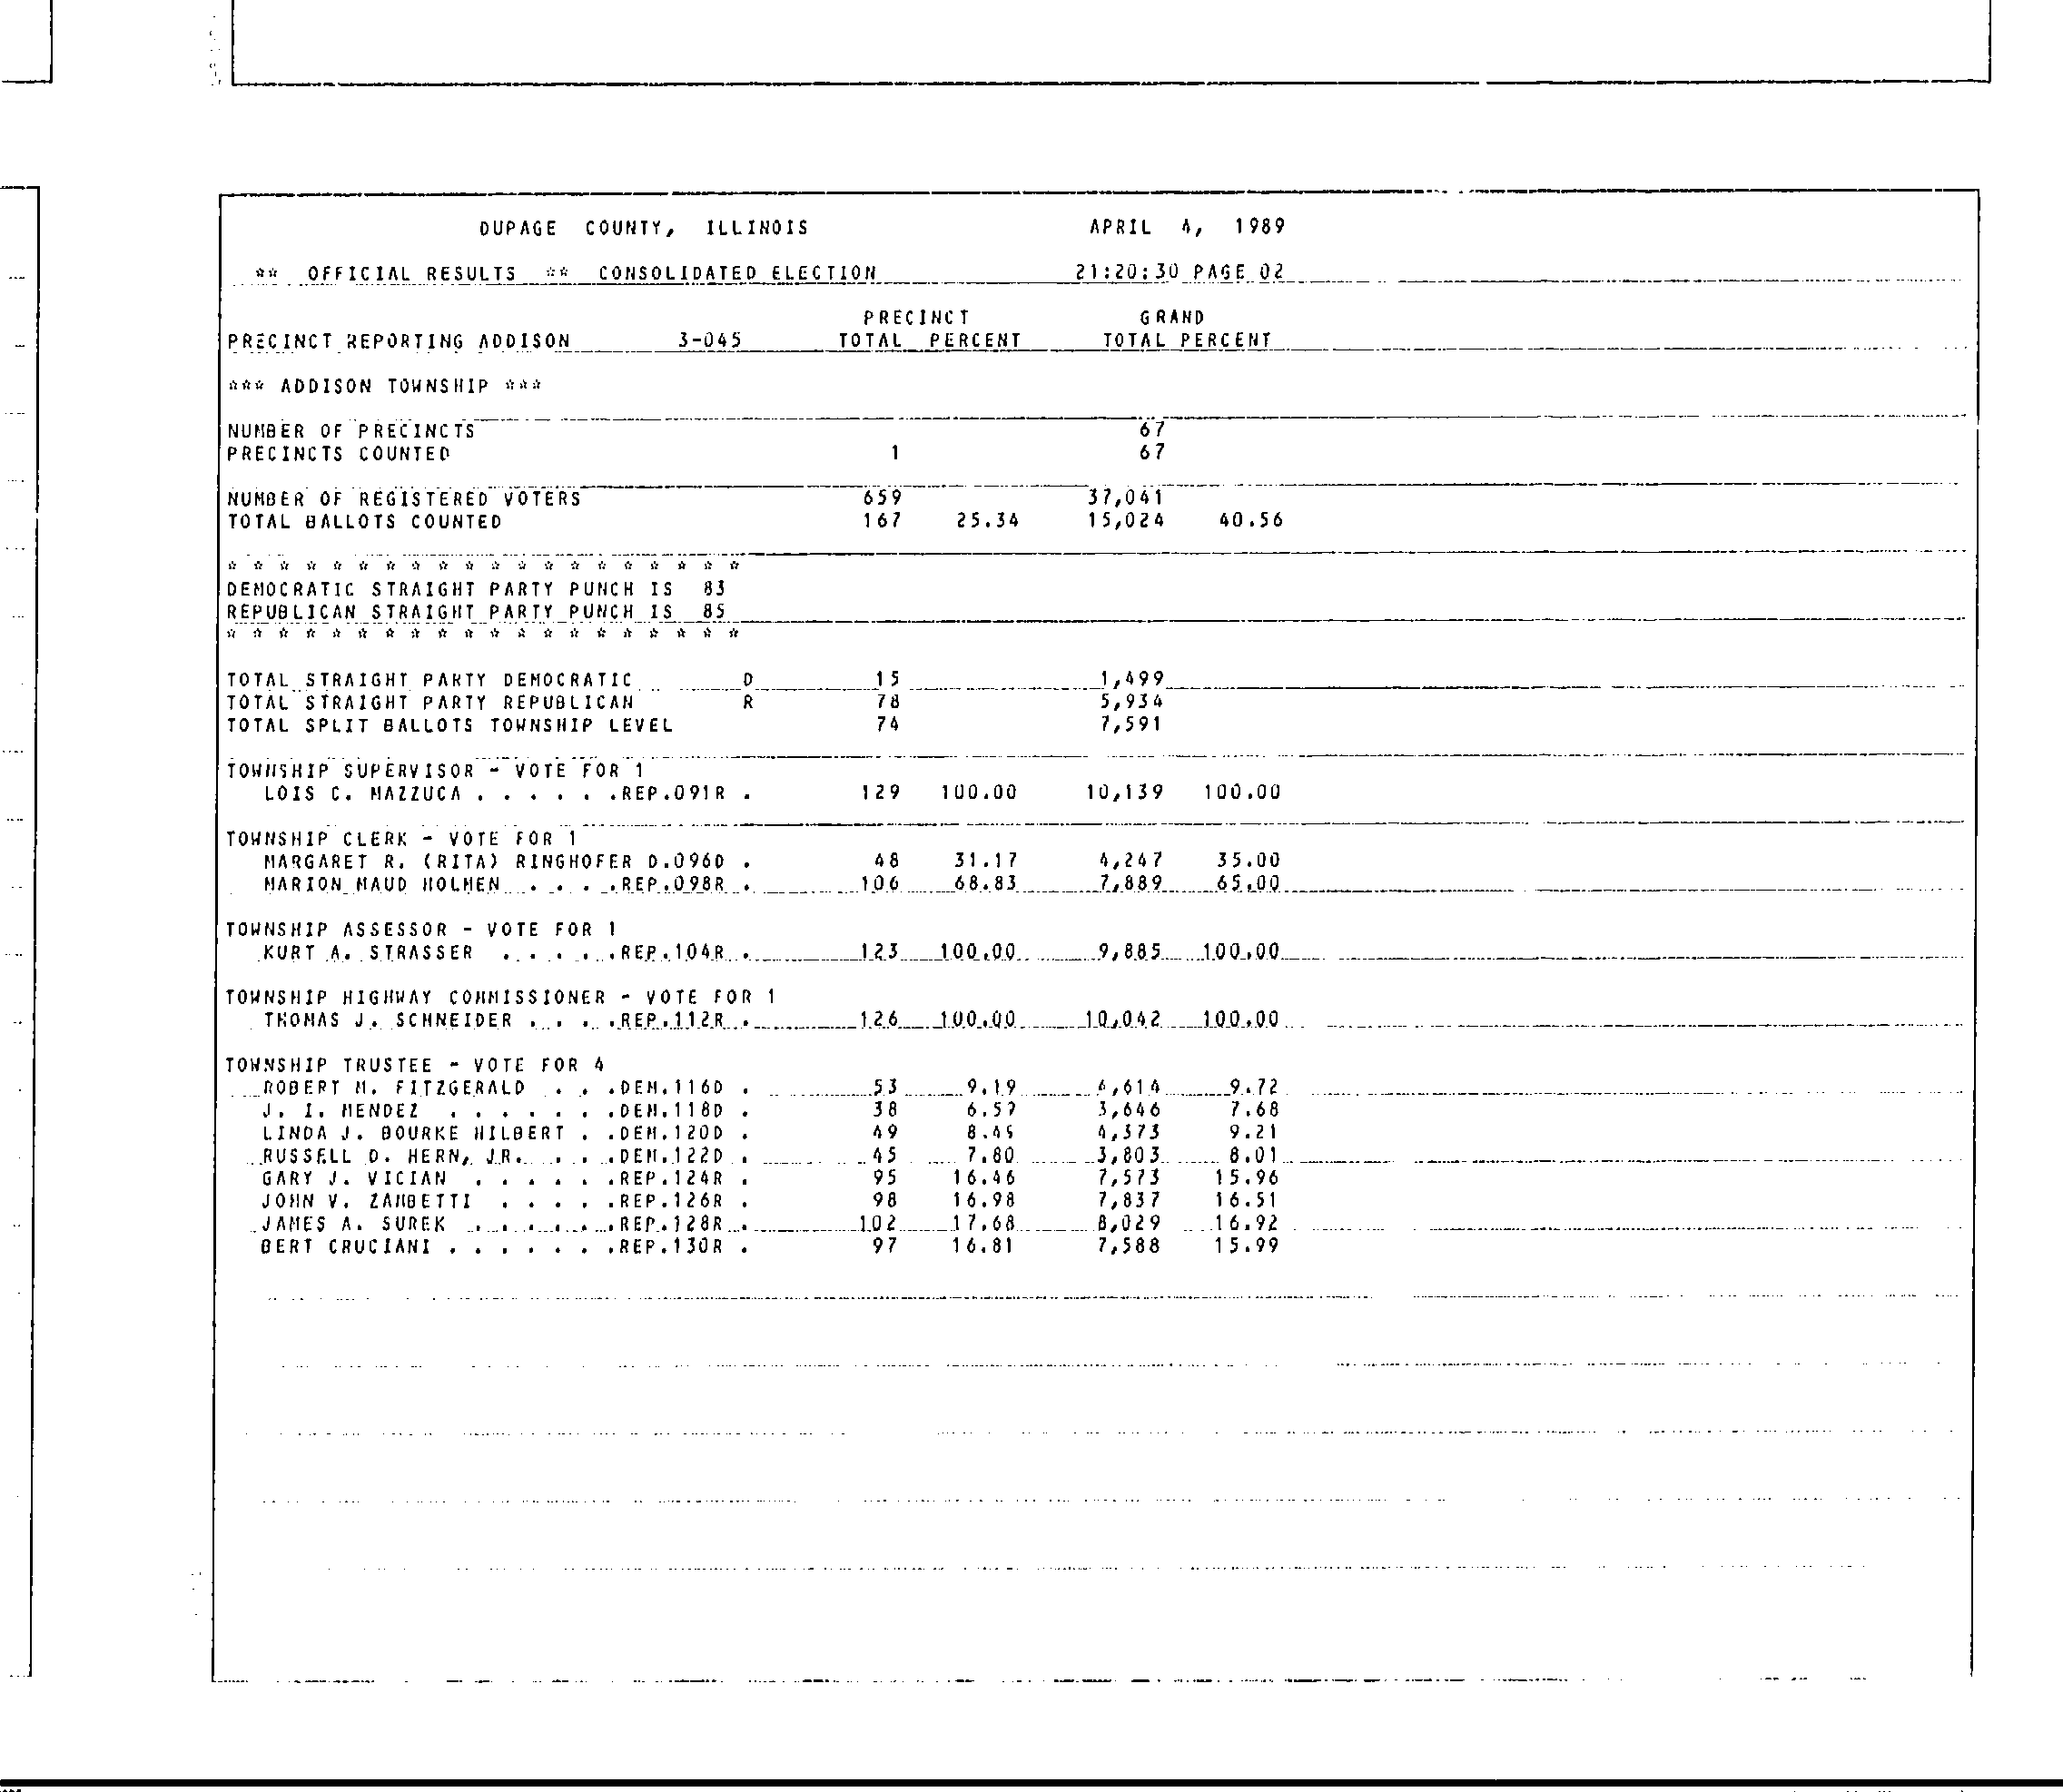 DUPAGE COUNTY, ILLINOIS APRIL 4, 1989
** OFFICIAL RESULTS ** CONSOLIDATED ELECTION 21:20:30 PAGE 02
PRECINCT GRAND
PRECINCT REPORTING ADDISON 3-045 TOTAL PERCENT TOTAL PERCENT
*** ADDISON TOWNSHIP ***
NUMBER OF PRECINCTS 67
PRECINCTS COUNTED 1 67
NUMBER OF REGISTERED VOTERS 659 37,041
TOTAL BALLOTS COUNTED 167 25.34 15,024 40.56
* * * * * * * * * * * * * * * * * * * *
DEMOCRATIC STRAIGHT PARTY PUNCH IS 83
REPUBLICAN STRAIGHT PARTY PUNCH IS 85
* * * * * * * * * * * * * * * * * * * *
TOTAL STRAIGHT PARTY DEMOCRATIC D 15 1,499
TOTAL STRAIGHT PARTY REPUBLICAN R 78 5,934
TOTAL SPLIT BALLOTS TOWNSHIP LEVEL 74 7,591
TOWNSHIP SUPERVISOR - VOTE FOR 1
LOIS C. MAZZUCA . . . . . .REP.091R . 129 100.00 10,139 100.00
TOWNSHIP CLERK - VOTE FOR 1
MARGARET R. (RITA) RINGHOFER D.096D . 48 31.17 4,247 35.00
MARION MAUD HOLMEN . . . .REP.098R . 106 68.83 7,889 65.00
TOWNSHIP ASSESSOR - VOTE FOR 1
KURT A. STRASSER . . . . .REP.104R . 123 100.00 9,885 100.00
TOWNSHIP HIGHWAY COMMISSIONER - VOTE FOR 1
THOMAS J. SCHNEIDER . . . .REP.112R . 126 100.00 10,042 100.00
TOWNSHIP TRUSTEE - VOTE FOR 4
ROBERT M. FITZGERALD . . .DEM.116D . 53 9.19 4,614 9.72
J. I. MENDEZ . . . . . . .DEM.118D . 38 6.59 3,646 7.68
LINDA J. BOURKE HILBERT . .DEM.120D . 49 8.49 4,373 9.21
RUSSELL D. HERN, JR. . . .DEM.122D . 45 7.80 3,803 8.01
GARY J. VICIAN . . . . . .REP.124R . 95 16.46 7,573 15.96
JOHN V. ZAMBETTI . . . . .REP.126R . 98 16.98 7,837 16.51
JAMES A. SUREK . . . . . .REP.128R . 102 17.68 8,029 16.92
BERT CRUCIANI . . . . . . .REP.130R . 97 16.81 7,588 15.99